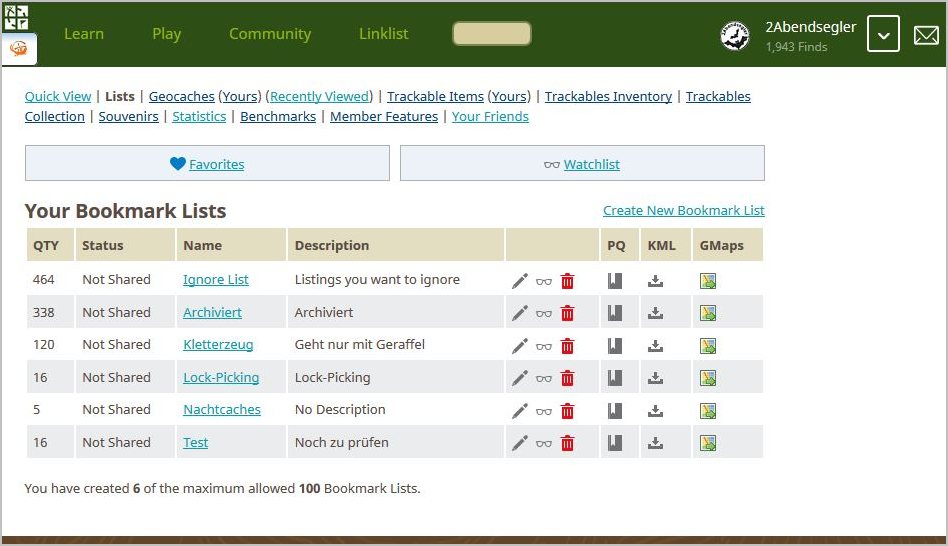 Learn Play Community Linklist 2Abendsegler
1,943 Finds
Quick View | Lists | Geocaches (Yours) (Recently Viewed) | Trackable Items (Yours) | Trackables Inventory | Trackables
Collection | Souvenirs | Statistics | Benchmarks | Member Features | Your Friends
Favorites Watchlist
Your Bookmark Lists Create New Bookmark List
QTY Status Name Description PQ KML GMaps
464 Not Shared Ignore List Listings you want to ignore
338 Not Shared Archiviert Archiviert
120 Not Shared Kletterzeug Geht nur mit Geraffel
16 Not Shared Lock-Picking Lock-Picking
5 Not Shared Nachtcaches No Description
16 Not Shared Test Noch zu prüfen
You have created 6 of the maximum allowed 100 Bookmark Lists.